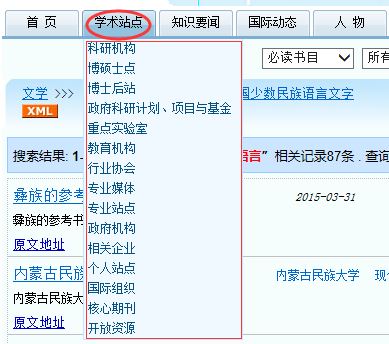 首 页 学术站点 知识要闻 国际动态 人 物
科研机构
博硕士点
博士后站
政府科研计划、项目与基金
重点实验室
教育机构
行业协会
专业媒体
专业站点
政府机构
相关企业
个人站点
国际组织
核心期刊
开放资源
必读书目 所有
文学 >>> 国少数民族语言文字
XML
搜索结果: 1- 语言” 相关记录87条 . 查询
彝族的参考 2015-03-31
彝族的参考书
原文地址
内蒙古民族 内蒙古民族大学 现
内蒙古民族大
原文地址